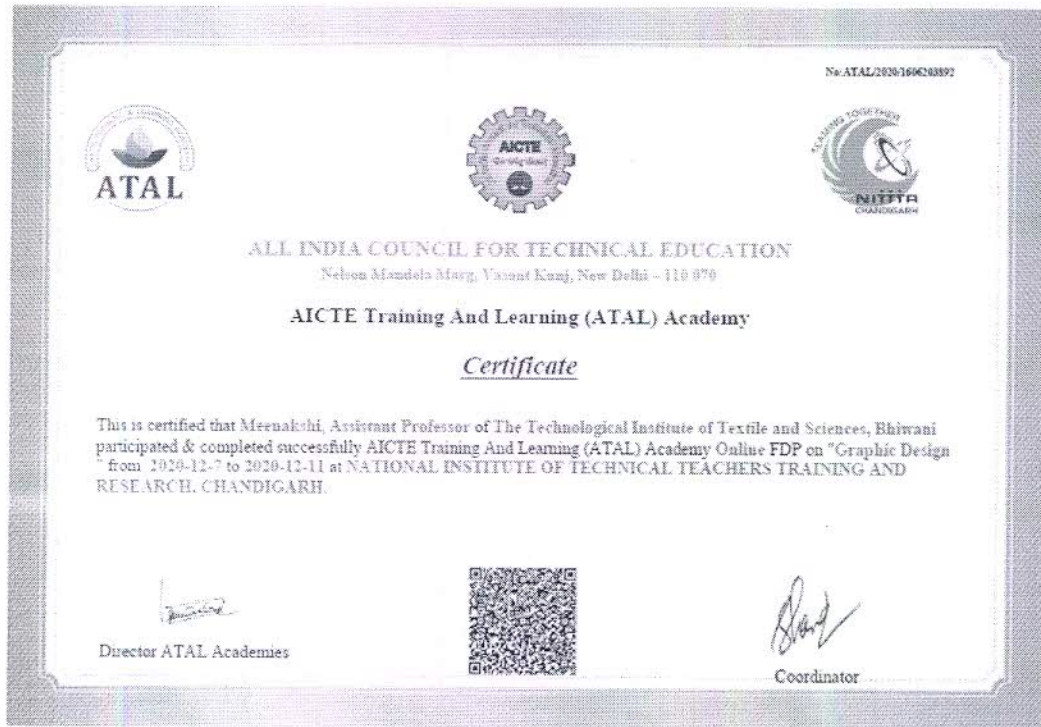 No:ATAL/2020/1606203892
ATAL
AICTE
LEARNING TOGETHER
NITTTR
CHANDIGARH
ALL INDIA COUNCIL FOR TECHNICAL EDUCATION
Nelson Mandela Marg, Vasant Kunj, New Delhi – 110 070
AICTE Training And Learning (ATAL) Academy
Certificate
This is certified that Meenakshi, Assistant Professor of The Technological Institute of Textile and Sciences, Bhiwani
participated & completed successfully AICTE Training And Learning (ATAL) Academy Online FDP on "Graphic Design
" from 2020-12-7 to 2020-12-11 at NATIONAL INSTITUTE OF TECHNICAL TEACHERS TRAINING AND
RESEARCH, CHANDIGARH.
Director ATAL Academies
Coordinator